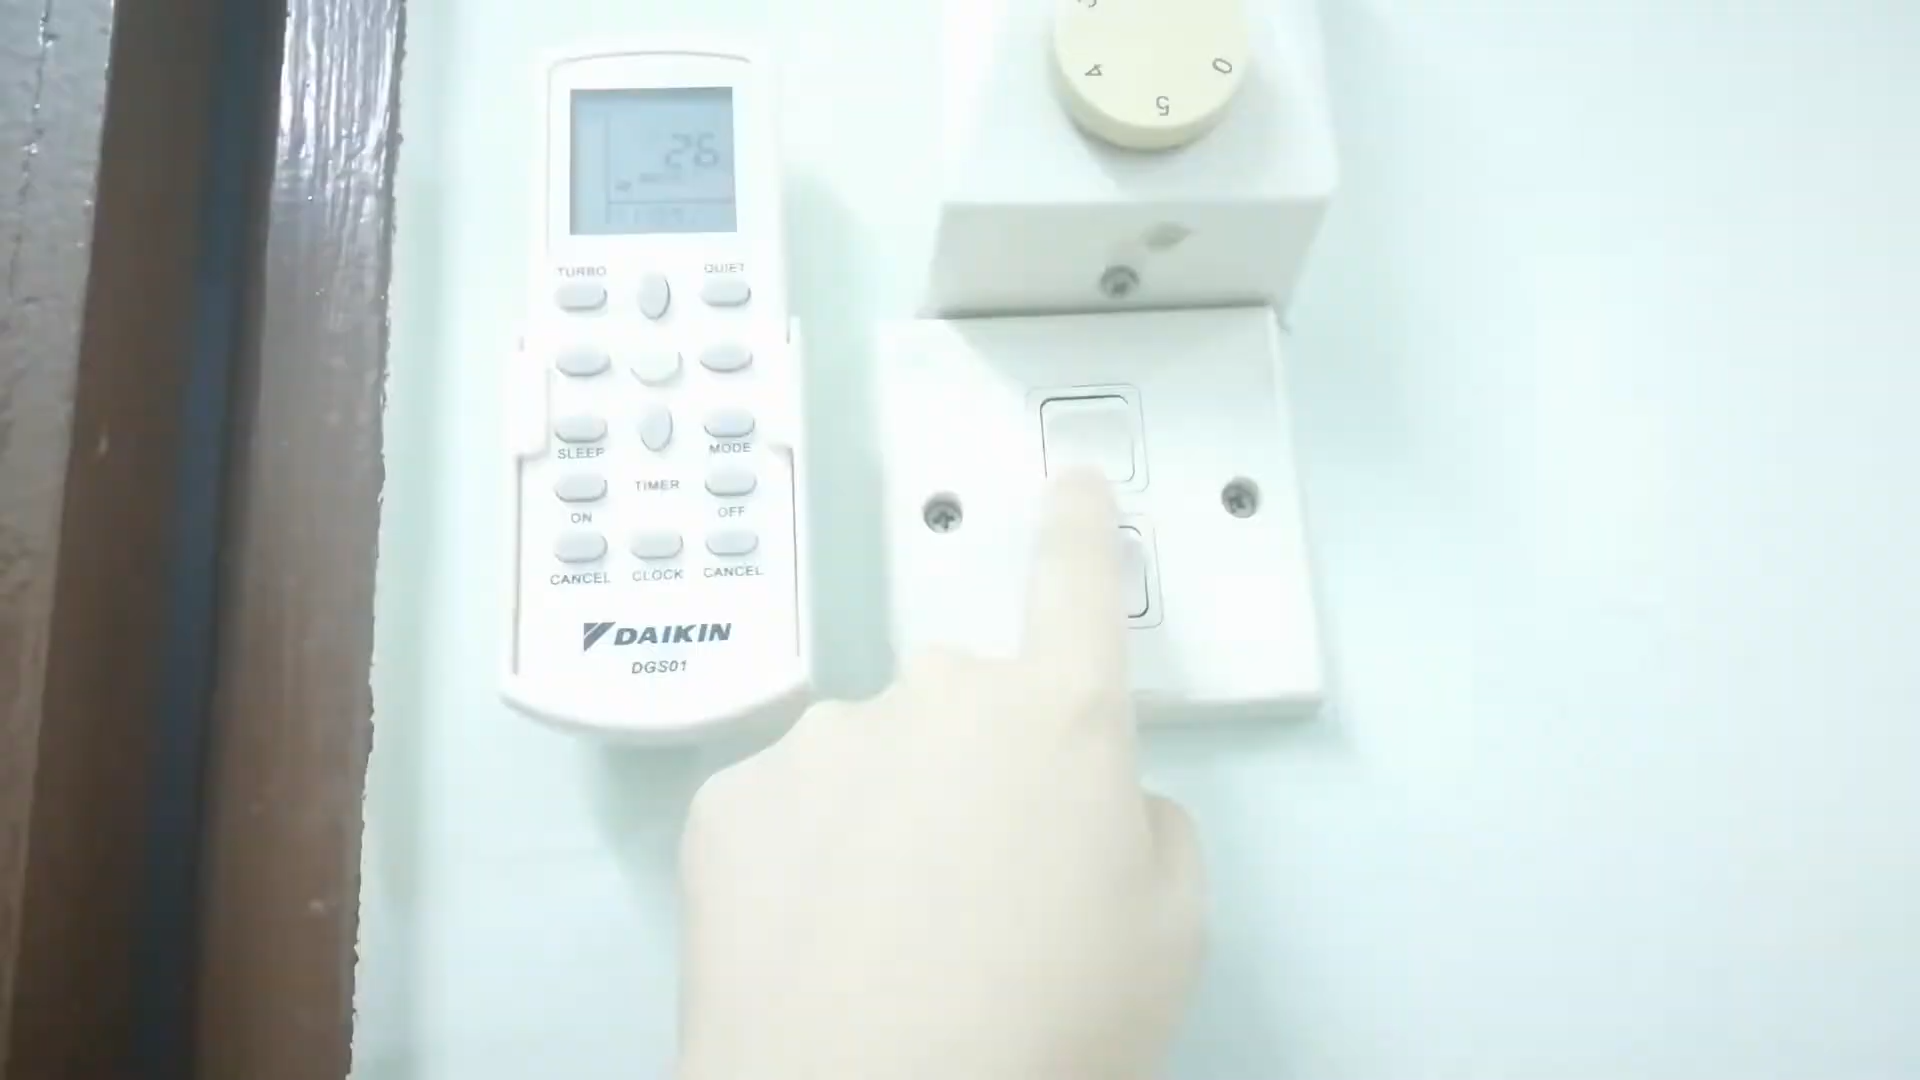 26
TURBO QUIET
SLEEP MODE
TIMER
ON OFF
CANCEL CLOCK CANCEL
DAIKIN
DGS01
4
5
0